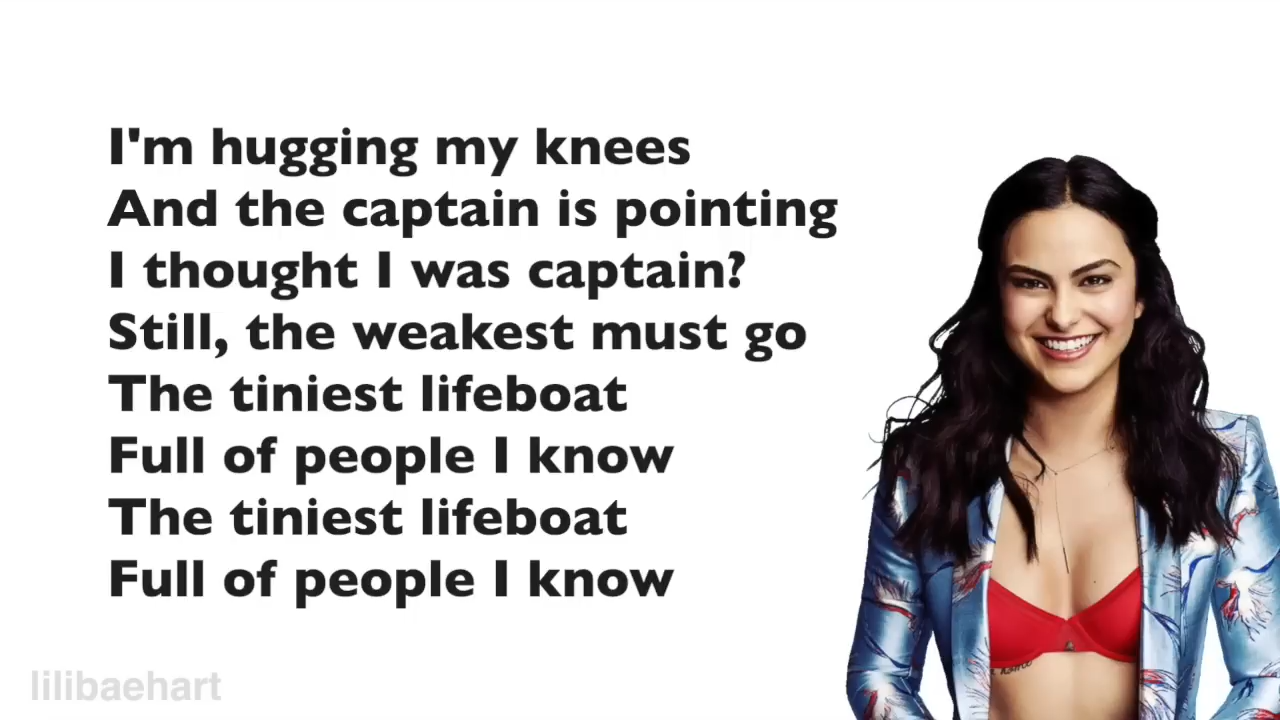 I'm hugging my knees
And the captain is pointing
I thought I was captain?
Still, the weakest must go
The tiniest lifeboat
Full of people I know
The tiniest lifeboat
Full of people I know
lilibaehart